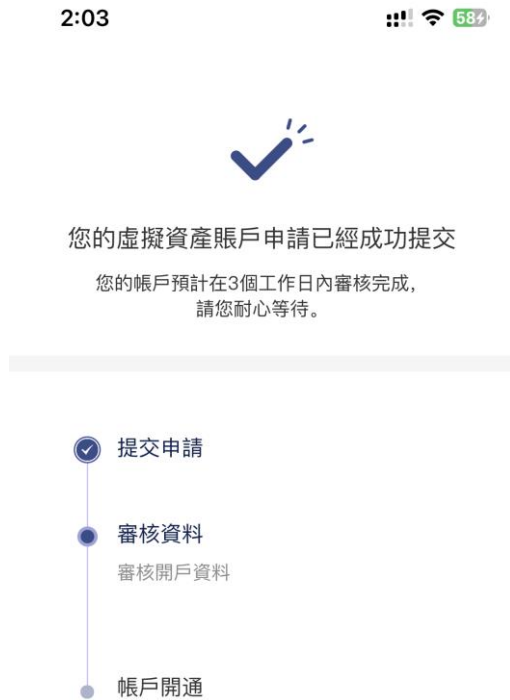 2:03
58
您的虛擬資產賬戶申請已經成功提交
您的帳戶預計在3個工作日內審核完成，
請您耐心等待。
提交申請
審核資料
審核開戶資料
帳戶開通